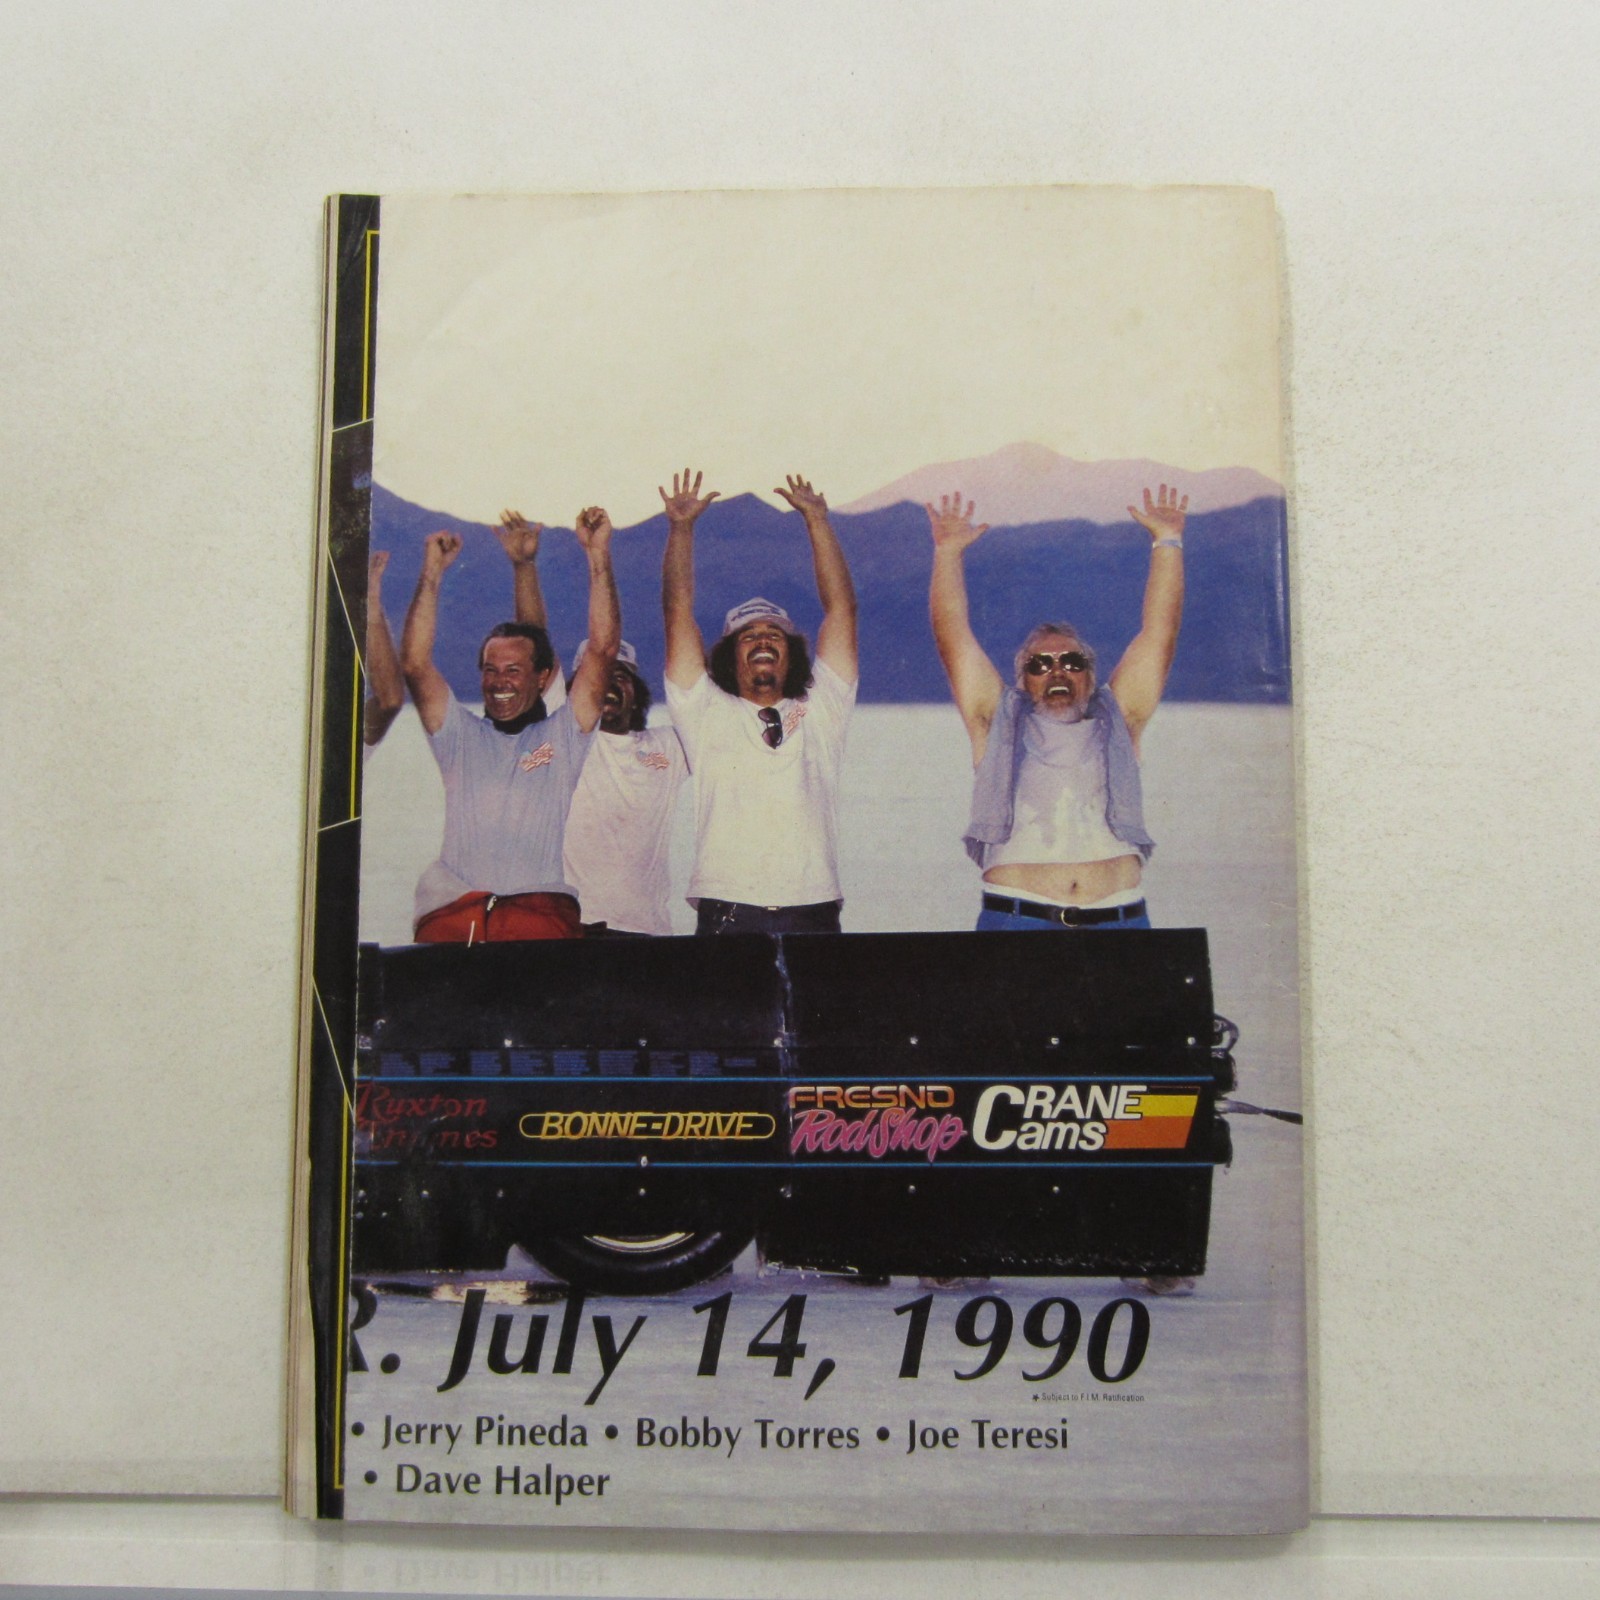 Ruxton
BONNE-DRIVE
FRESNO
Rod Shop
CRANE
Cams
R. July 14, 1990
★ Subject to F.I.M. Ratification
• Jerry Pineda • Bobby Torres • Joe Teresi
• Dave Halper